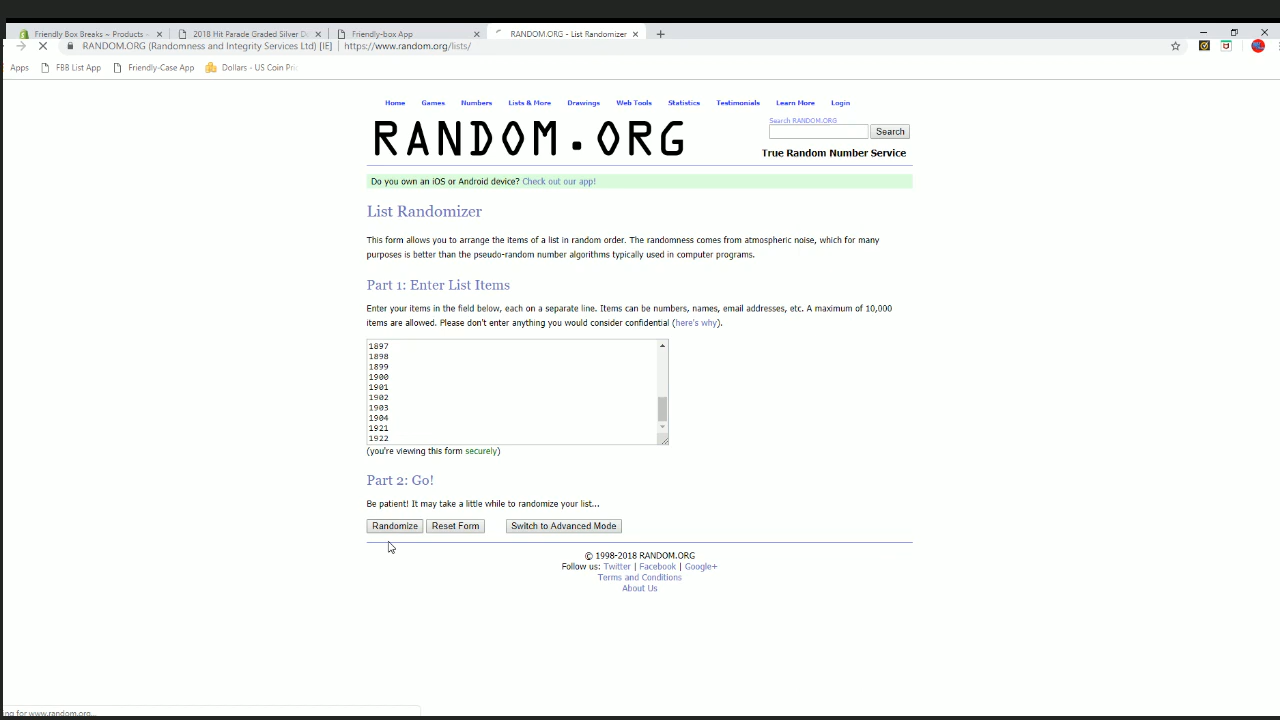 Friendly Box Breaks ~ Products ~ × 2018 Hit Parade Graded Silver D × Friendly-box App × RANDOM.ORG - List Randomizer ×
RANDOM.ORG (Randomness and Integrity Services Ltd) [IE] | https://www.random.org/lists/
Apps FBB List App Friendly-Case App Dollars - US Coin Pric
Home Games Numbers Lists & More Drawings Web Tools Statistics Testimonials Learn More Login
RANDOM.ORG
Search RANDOM.ORG
Search
True Random Number Service
Do you own an iOS or Android device? Check out our app!
List Randomizer
This form allows you to arrange the items of a list in random order. The randomness comes from atmospheric noise, which for many
purposes is better than the pseudo-random number algorithms typically used in computer programs.
Part 1: Enter List Items
Enter your items in the field below, each on a separate line. Items can be numbers, names, email addresses, etc. A maximum of 10,000
items are allowed. Please don't enter anything you would consider confidential (here's why).
1897
1898
1899
1900
1901
1902
1903
1904
1921
1922
(you're viewing this form securely)
Part 2: Go!
Be patient! It may take a little while to randomize your list...
Randomize Reset Form Switch to Advanced Mode
© 1998-2018 RANDOM.ORG
Follow us: Twitter | Facebook | Google+
Terms and Conditions
About Us
ng for www.random.org...